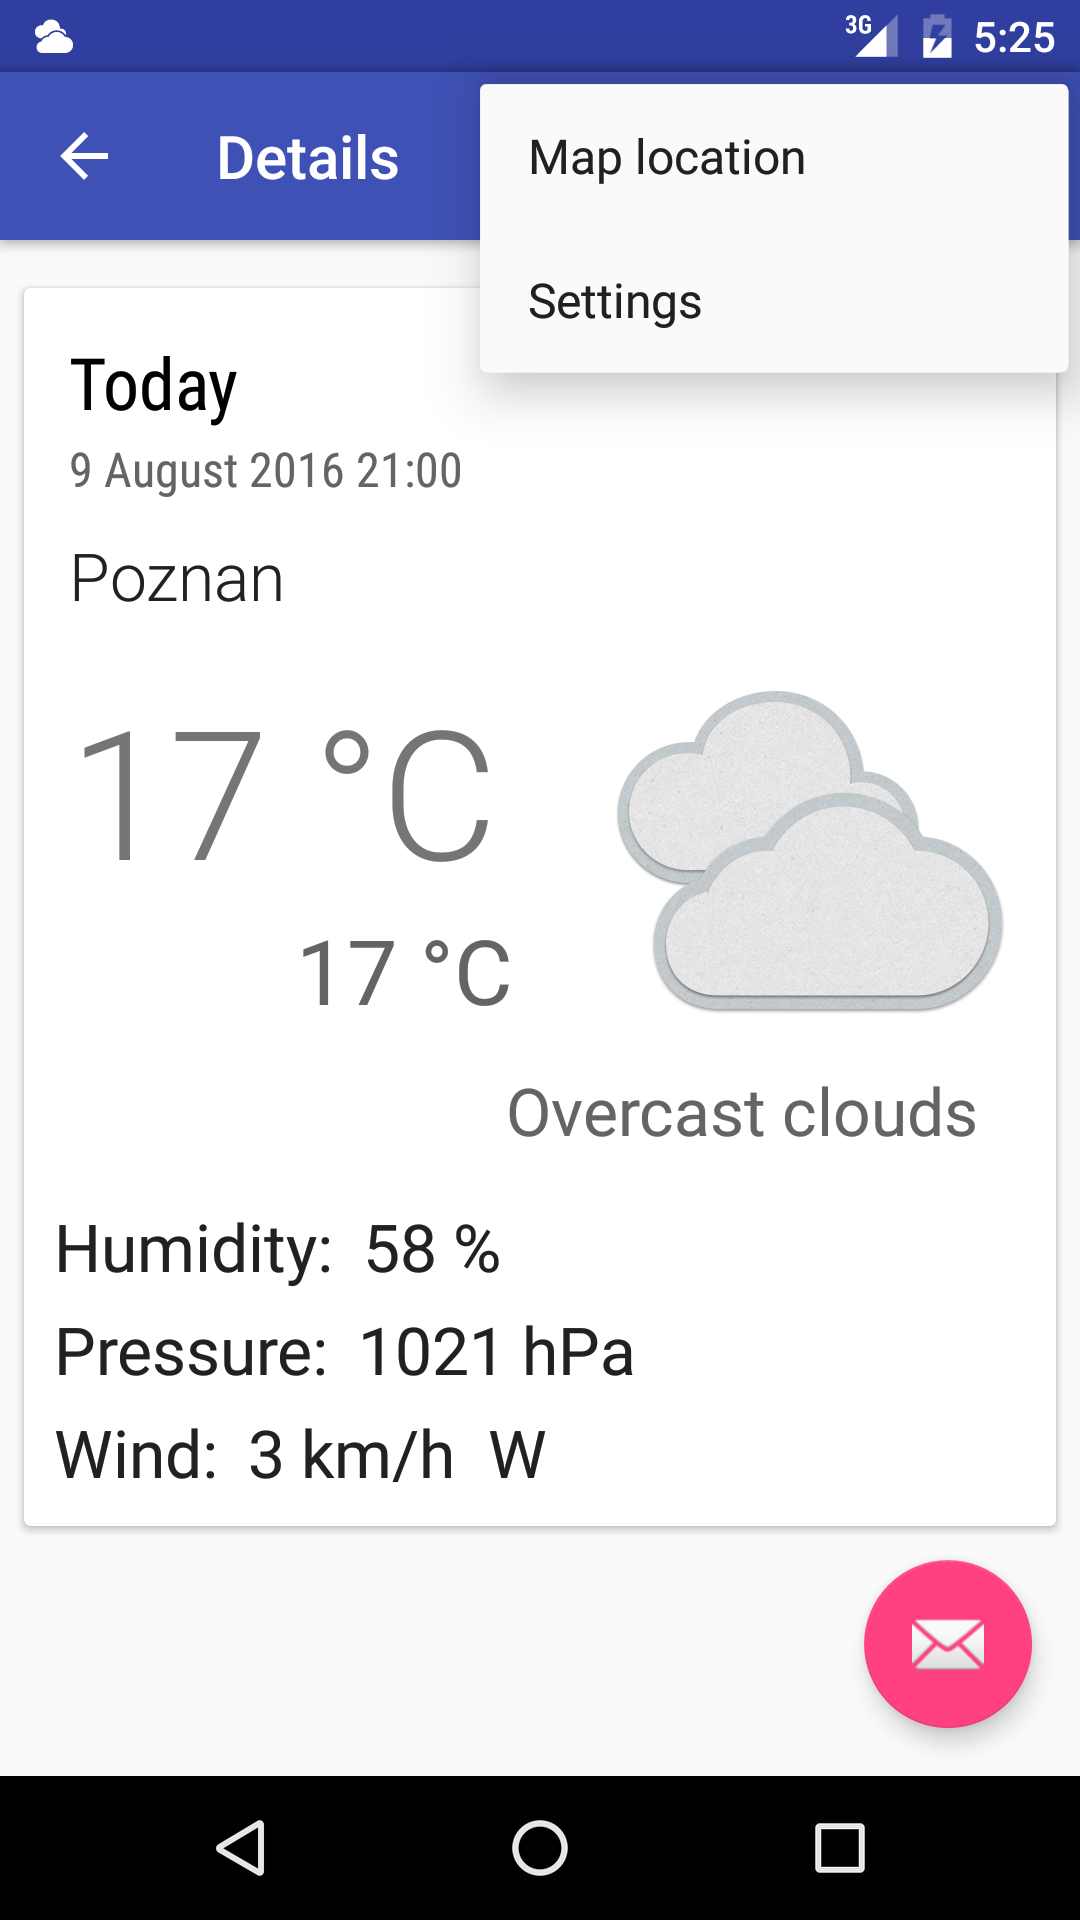 3G 5:25
Details
Map location
Settings
Today
9 August 2016 21:00
Poznan
17 °C
17 °C
Overcast clouds
Humidity: 58 %
Pressure: 1021 hPa
Wind: 3 km/h W